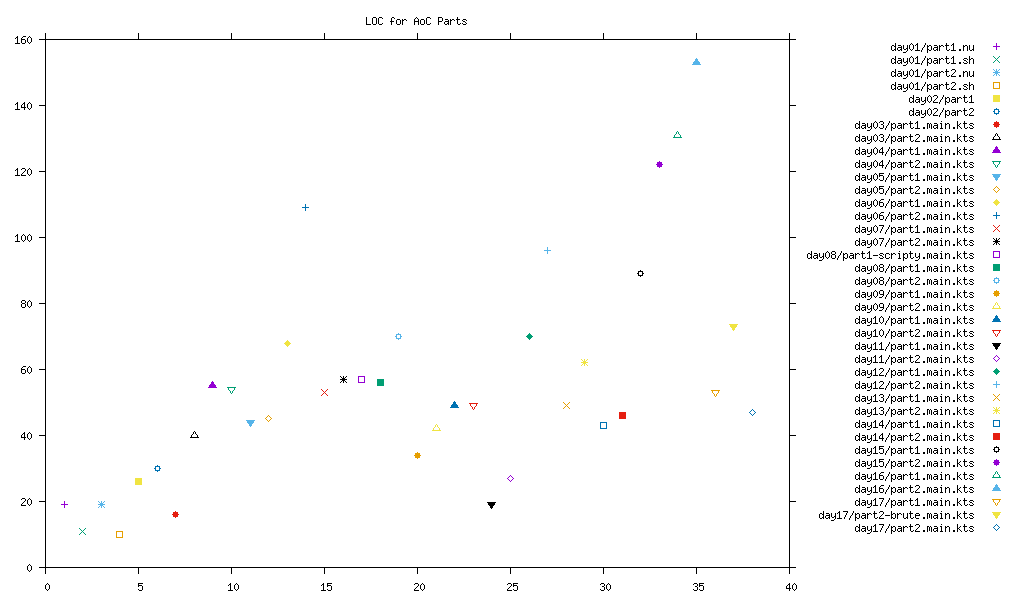 LOC for AoC Parts
160
140
120
100
80
60
40
20
0
0 5 10 15 20 25 30 35 40
day01/part1.nu
day01/part1.sh
day01/part2.nu
day01/part2.sh
day02/part1
day02/part2
day03/part1.main.kts
day03/part2.main.kts
day04/part1.main.kts
day04/part2.main.kts
day05/part1.main.kts
day05/part2.main.kts
day06/part1.main.kts
day06/part2.main.kts
day07/part1.main.kts
day07/part2.main.kts
day08/part1-scripty.main.kts
day08/part1.main.kts
day08/part2.main.kts
day09/part1.main.kts
day09/part2.main.kts
day10/part1.main.kts
day10/part2.main.kts
day11/part1.main.kts
day11/part2.main.kts
day12/part1.main.kts
day12/part2.main.kts
day13/part1.main.kts
day13/part2.main.kts
day14/part1.main.kts
day14/part2.main.kts
day15/part1.main.kts
day15/part2.main.kts
day16/part1.main.kts
day16/part2.main.kts
day17/part1.main.kts
day17/part2-brute.main.kts
day17/part2.main.kts